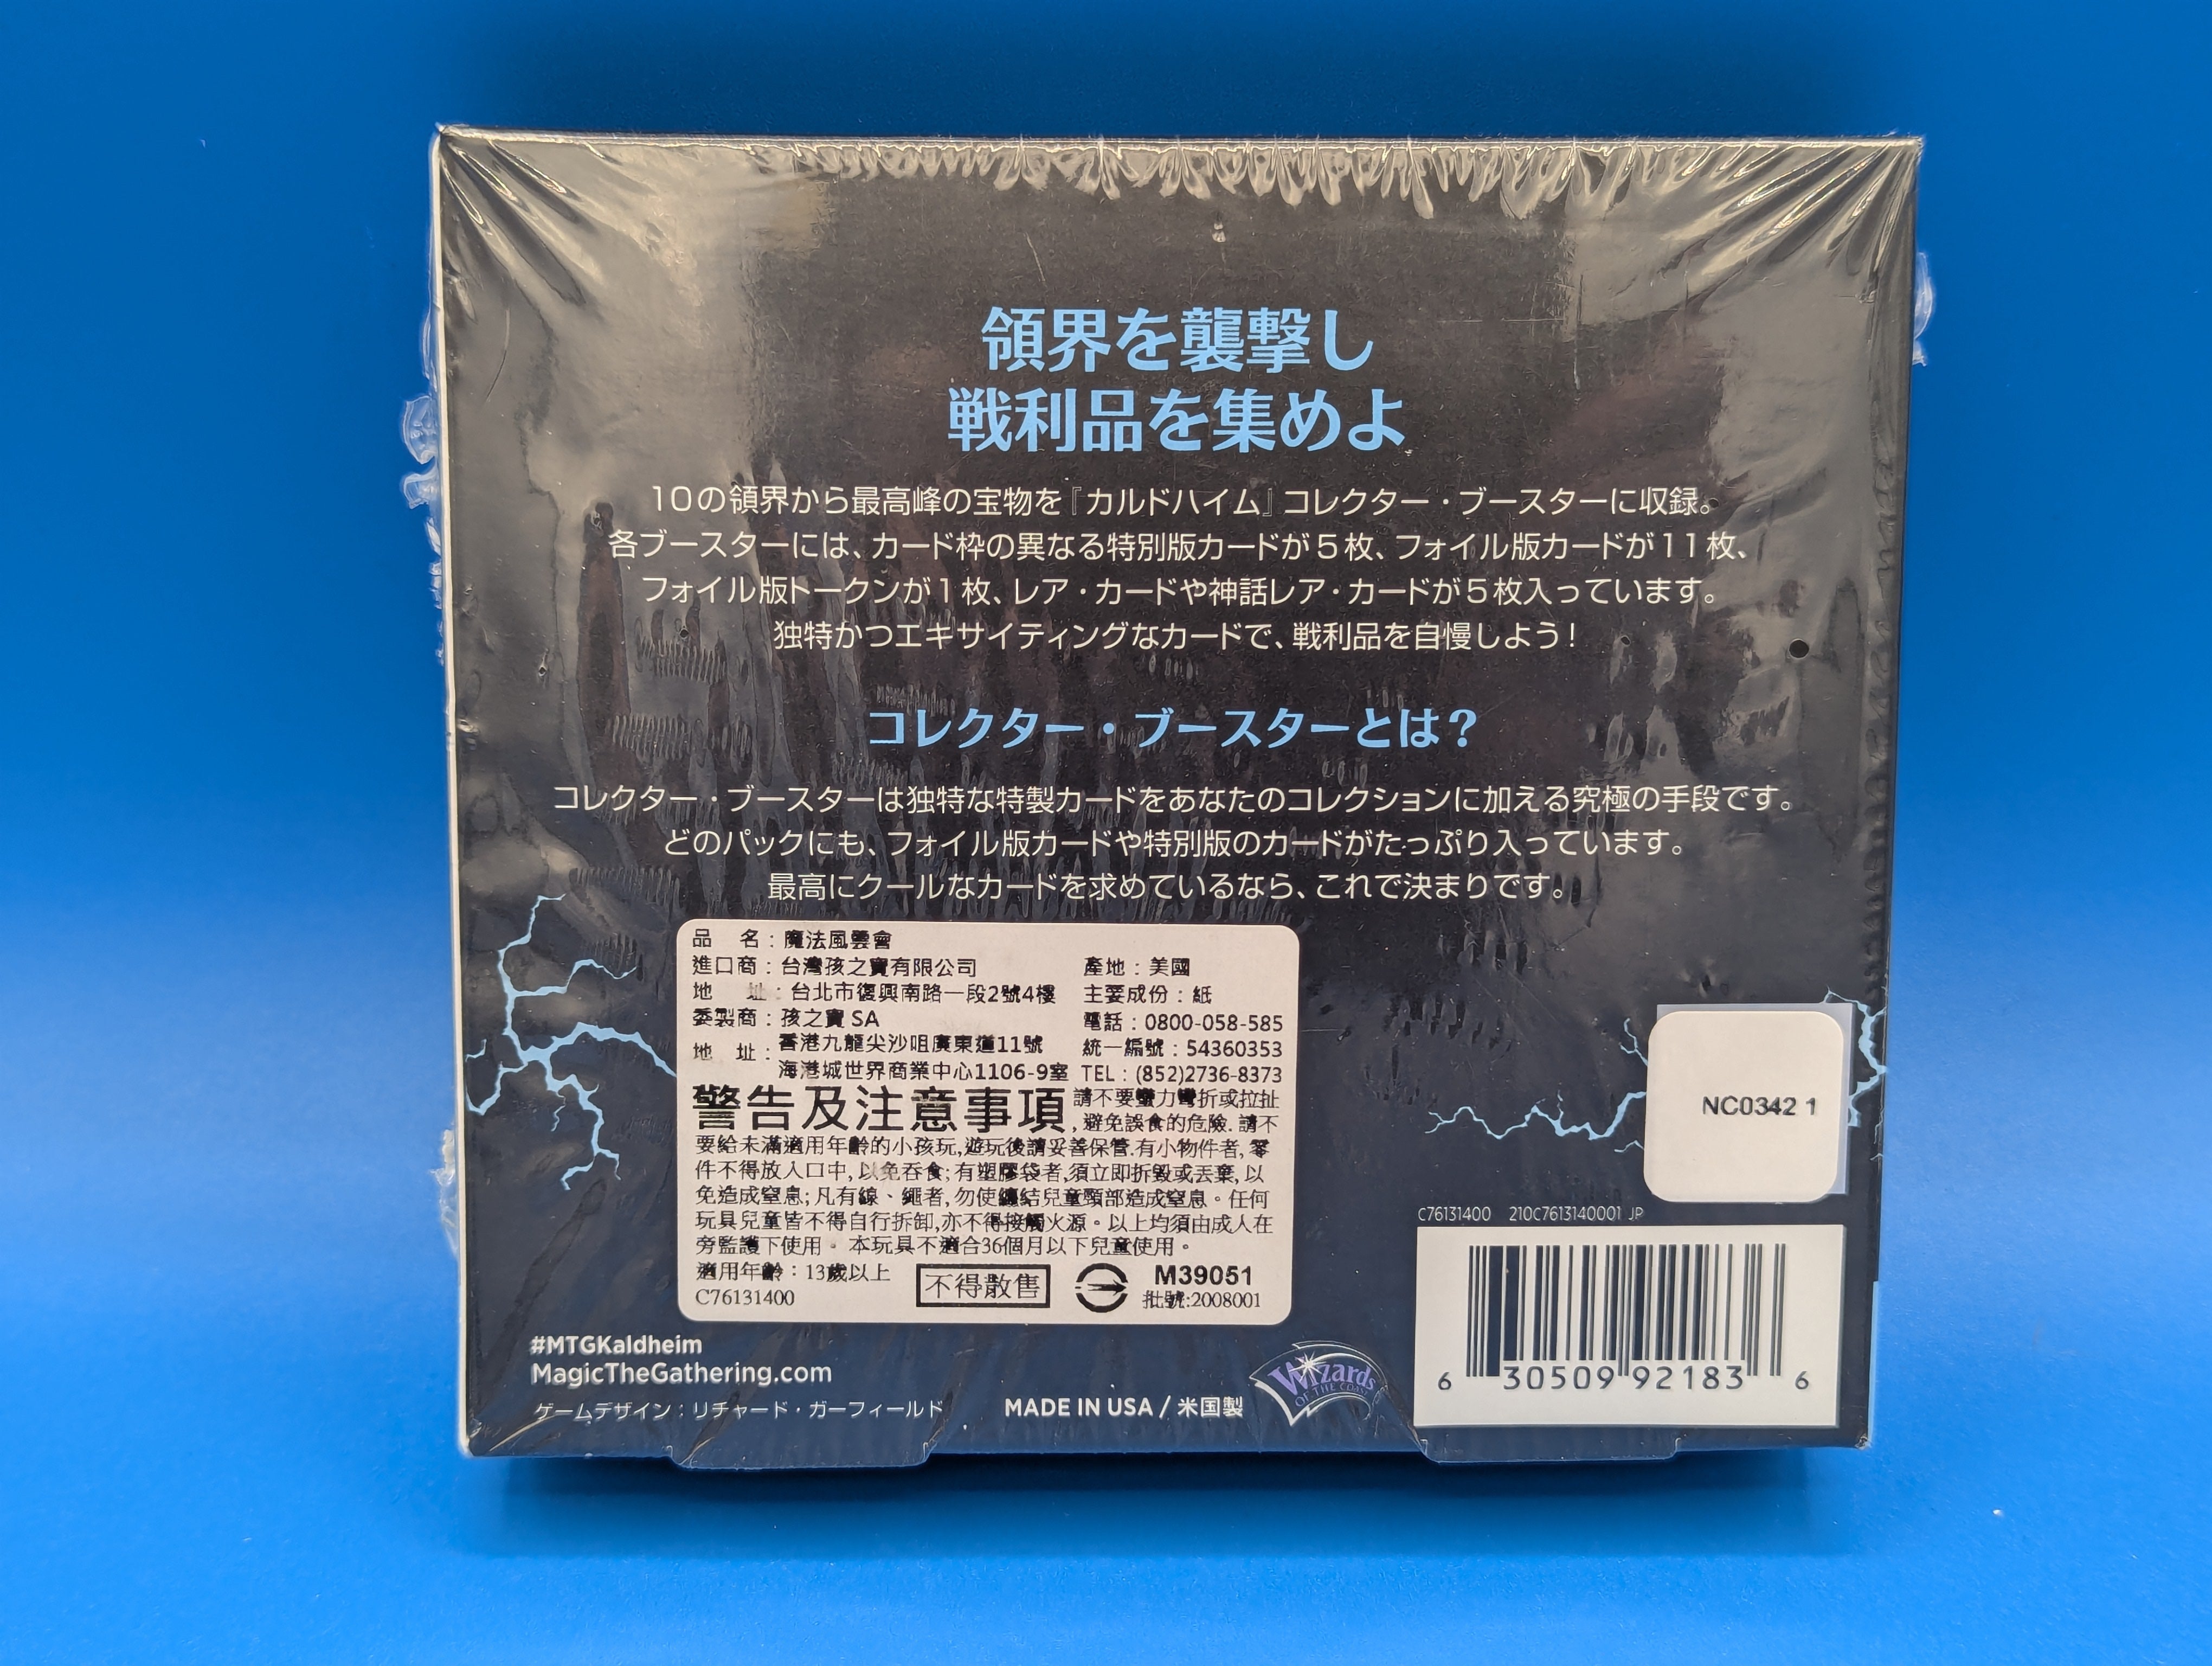 領界を襲撃し
戦利品を集めよ
10の領界から最高峰の宝物を『カルドハイム』コレクター・ブースターに収録。
各ブースターには、カード枠の異なる特別版カードが5枚、フォイル版カードが11枚、
フォイル版トークンが1枚、レア・カードや神話レア・カードが5枚入っています。
独特かつエキサイティングなカードで、戦利品を自慢しよう!
コレクター・ブースターとは?
コレクター・ブースターは独特な特製カードをあなたのコレクションに加える究極の手段です。
どのパックにも、フォイル版カードや特別版のカードがたっぷり入っています。
最高にクールなカードを求めているなら、これで決まりです。
品 名:魔法風雲會
進口商:台灣孩之寶有限公司 產地:美國
地 址:台北市復興南路一段2號4樓 主要成份:紙
委製商:孩之寶 SA 電話:0800-058-585
地 址:香港九龍尖沙咀廣東道11號 統一編號:54360353
海港城世界商業中心1106-9室 TEL:(852)2736-8373
警告及注意事項 請不要蠻力彎折或拉扯
,避免誤食的危險.請不
要給未滿適用年齡的小孩玩,遊玩後請妥善保管.有小物件者,零
件不得放入口中,以免吞食;有塑膠袋者,須立即拆毀或丟棄,以
免造成窒息;凡有線、繩者,勿使纏結兒童頸部造成窒息。任何
玩具兒童皆不得自行拆卸,亦不得接觸火源。以上均須由成人在
旁監護下使用。本玩具不適合36個月以下兒童使用。
適用年齡:13歲以上 不得散售 M39051
C76131400 批號:2008001
NC0342 1
C76131400 210C7613140001 JP
6 30509 92183 6
#MTGKaldheim
MagicTheGathering.com
ゲームデザイン:リチャード・ガーフィールド MADE IN USA / 米国製
Wizards
OF THE COAST